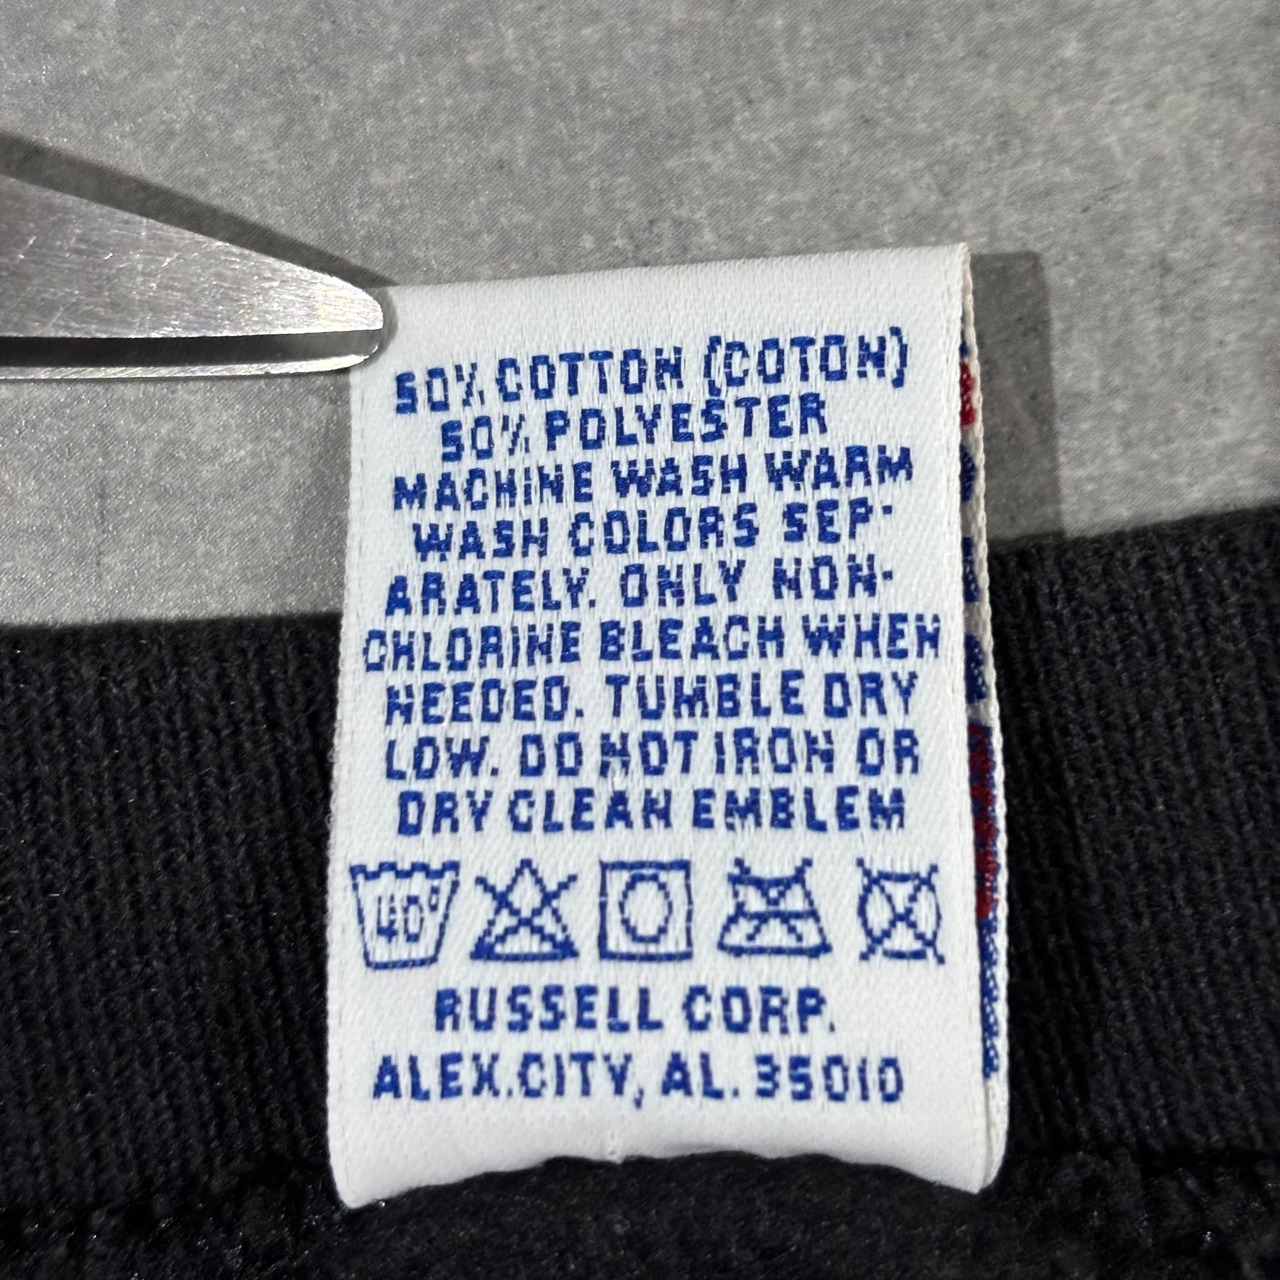 50% COTTON (COTON)
50% POLYESTER
MACHINE WASH WARM
WASH COLORS SEP-
ARATELY. ONLY NON-
CHLORINE BLEACH WHEN
NEEDED. TUMBLE DRY
LOW. DO NOT IRON OR
DRY CLEAN EMBLEM
40°
RUSSELL CORP.
ALEX.CITY, AL. 35010